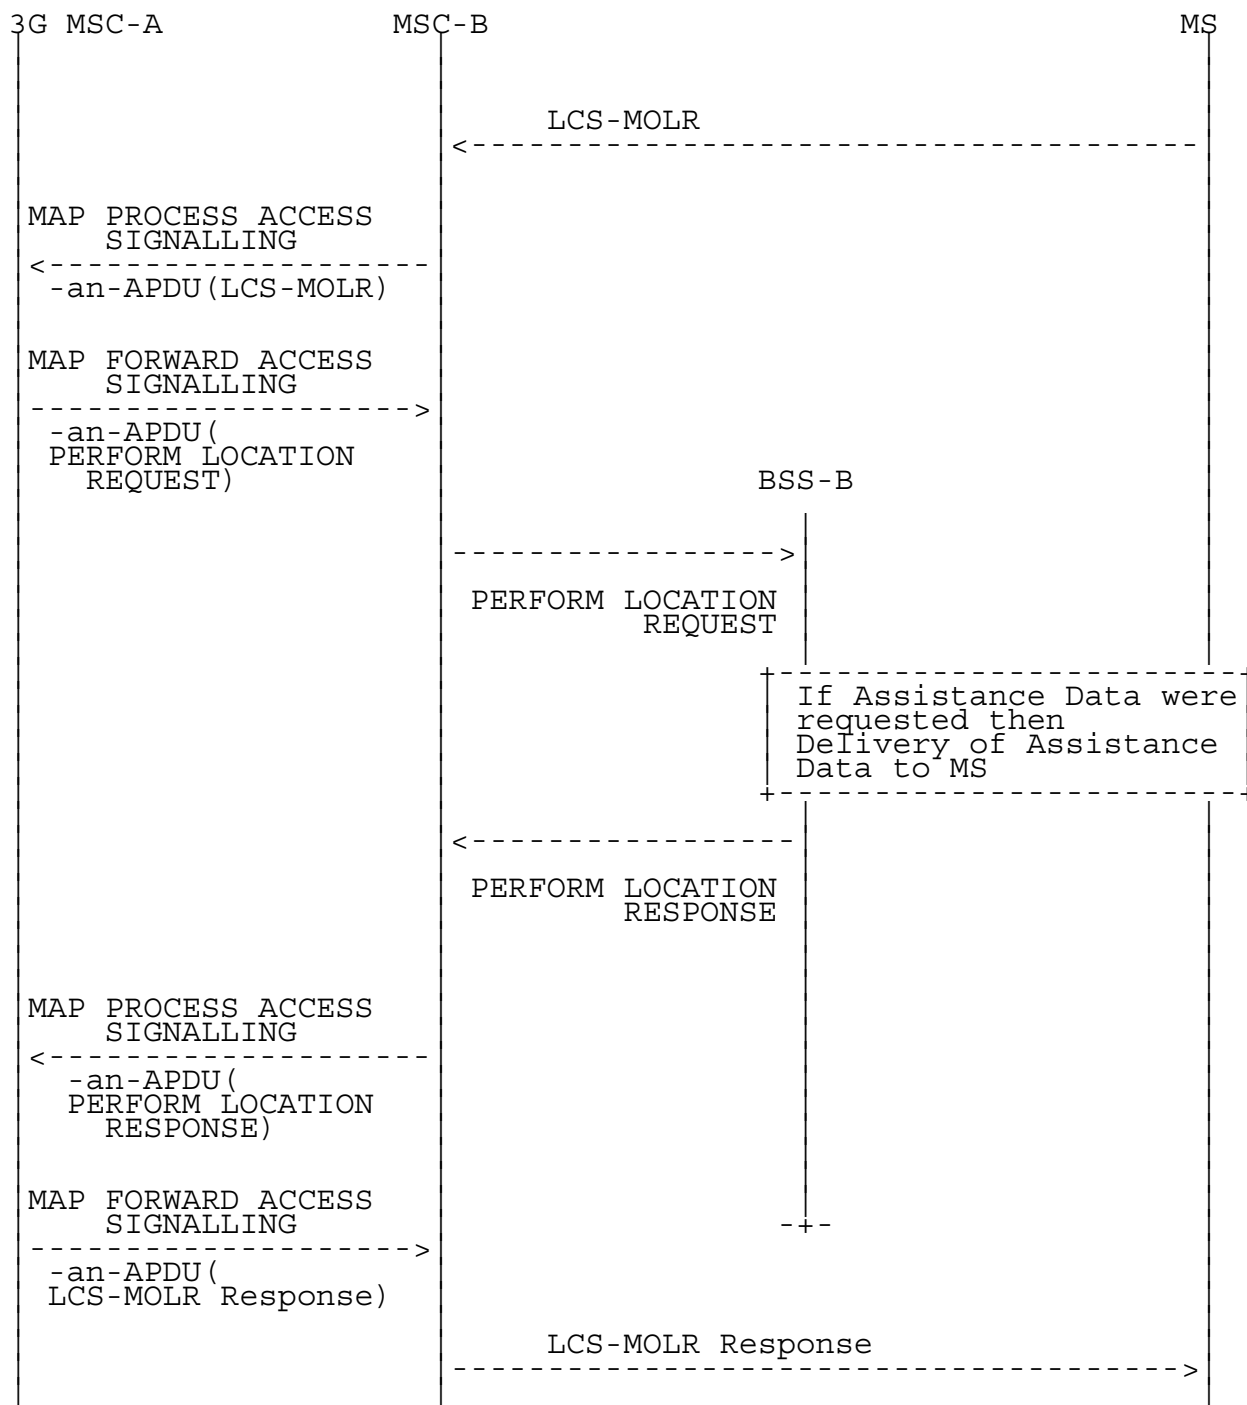 3G MSC-A MSC-B MS
LCS-MOLR
MAP PROCESS ACCESS
SIGNALLING
-an-APDU(LCS-MOLR)
MAP FORWARD ACCESS
SIGNALLING
-an-APDU(
PERFORM LOCATION
REQUEST)
BSS-B
PERFORM LOCATION
REQUEST
If Assistance Data were
requested then
Delivery of Assistance
Data to MS
PERFORM LOCATION
RESPONSE
MAP PROCESS ACCESS
SIGNALLING
-an-APDU(
PERFORM LOCATION
RESPONSE)
MAP FORWARD ACCESS
SIGNALLING
-an-APDU(
LCS-MOLR Response)
LCS-MOLR Response